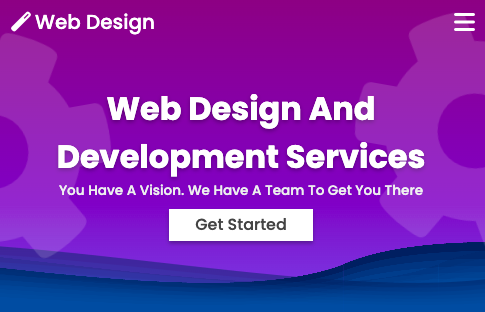 Web Design
Web Design And
Development Services
You Have A Vision. We Have A Team To Get You There
Get Started